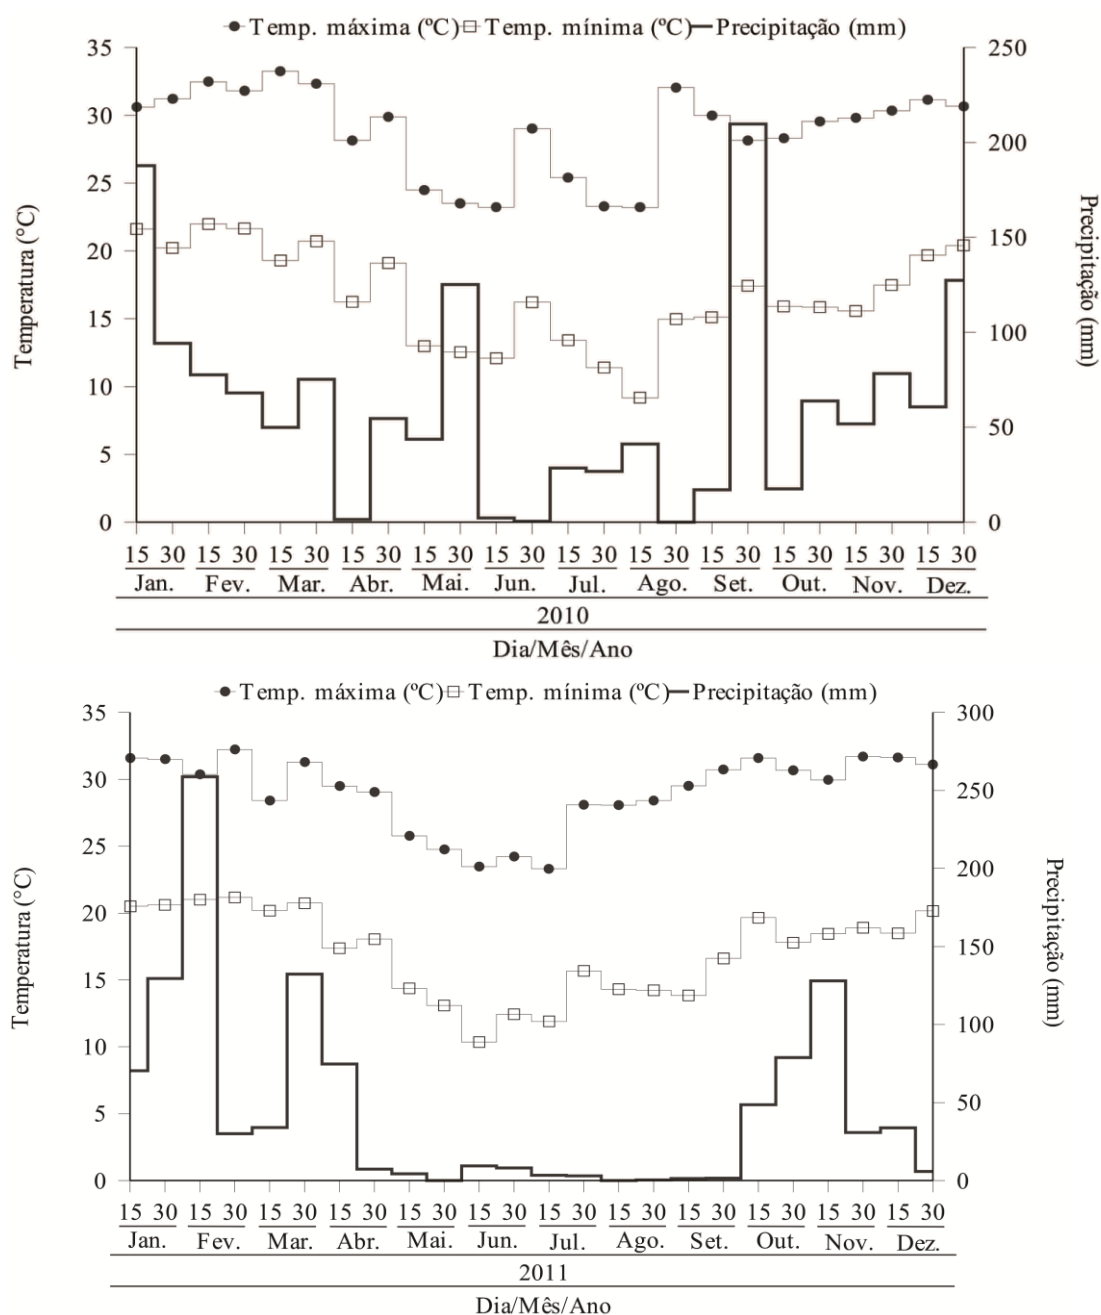 Temp. máxima (ºC) Temp. mínima (ºC) Precipitação (mm)
35 250
30 200
25
20 150
15 100
10
5 50
0 0
Temperatura (°C)
Precipitação (mm)
15 30 15 30 15 30 15 30 15 30 15 30 15 30 15 30 15 30 15 30 15 30 15 30
Jan. Fev. Mar. Abr. Mai. Jun. Jul. Ago. Set. Out. Nov. Dez.
2010
Dia/Mês/Ano
Temp. máxima (ºC) Temp. mínima (ºC) Precipitação (mm)
35 300
30 250
25 200
20
15 150
10 100
5 50
0 0
Temperatura (°C)
Precipitação (mm)
15 30 15 30 15 30 15 30 15 30 15 30 15 30 15 30 15 30 15 30 15 30 15 30
Jan. Fev. Mar. Abr. Mai. Jun. Jul. Ago. Set. Out. Nov. Dez.
2011
Dia/Mês/Ano